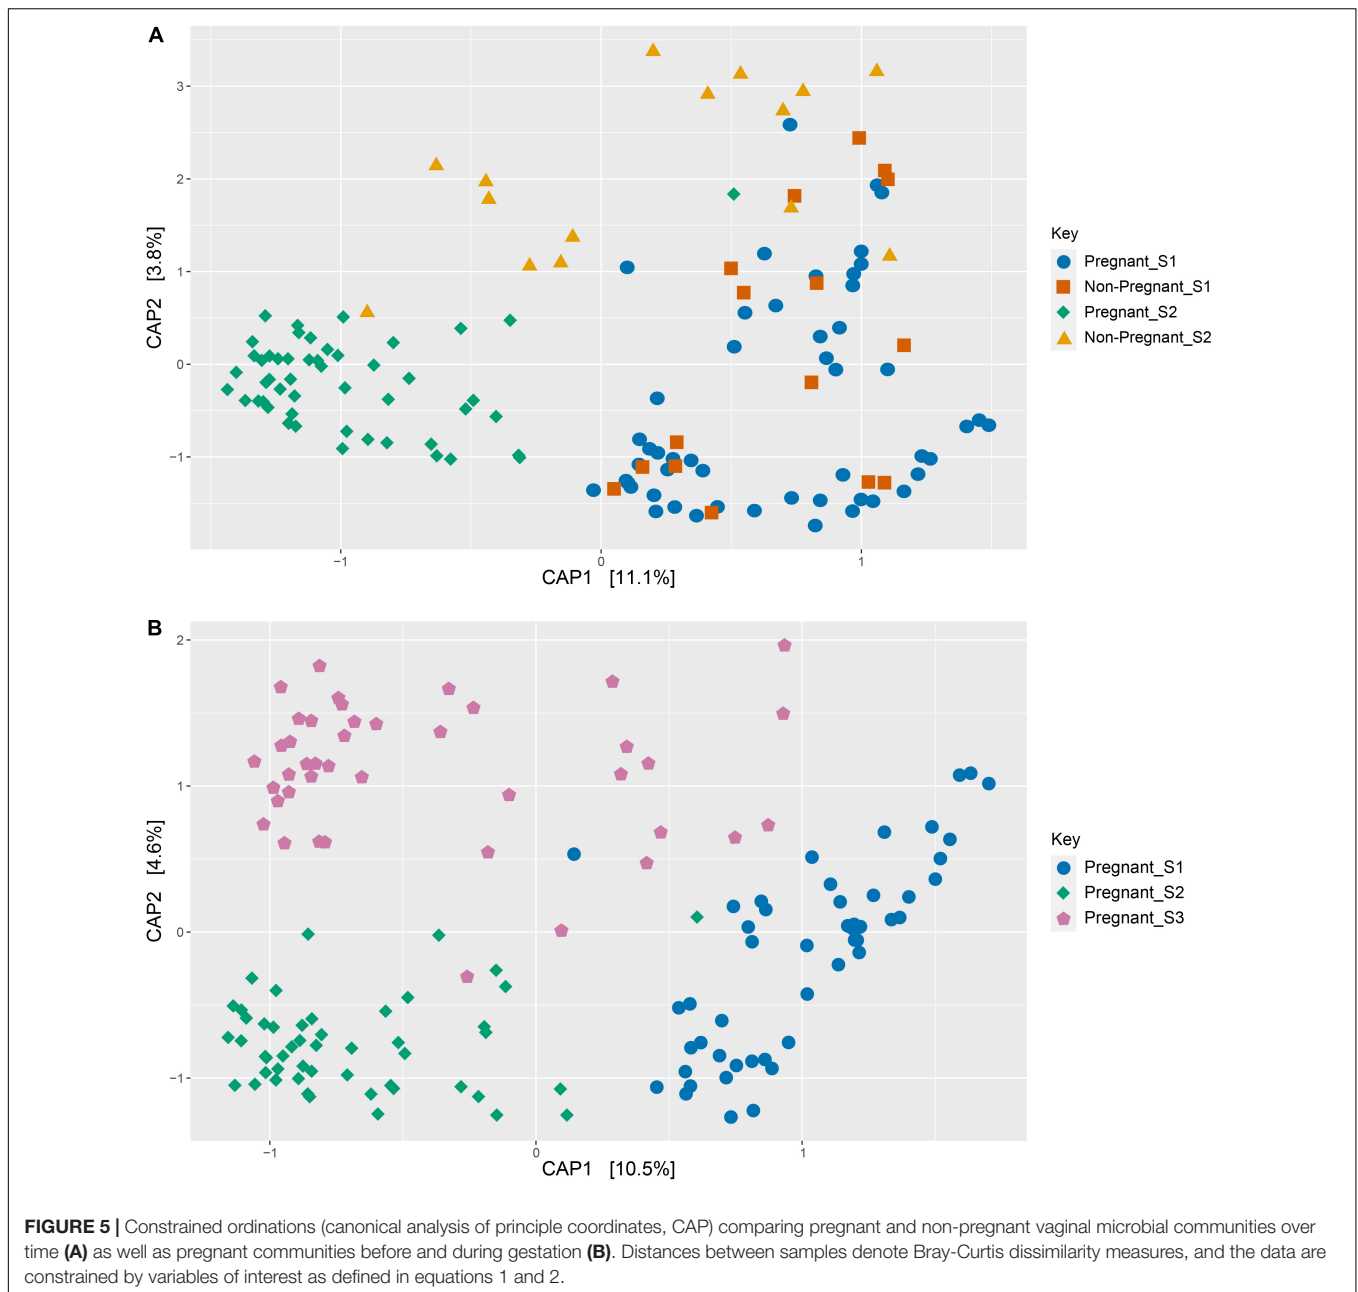 A
3
2
1
0
−1
CAP2 [3.8%]
−1
0
1
CAP1 [11.1%]
Key
Pregnant_S1
Non-Pregnant_S1
Pregnant_S2
Non-Pregnant_S2
B
2
1
0
−1
CAP2 [4.6%]
−1
0
1
CAP1 [10.5%]
Key
Pregnant_S1
Pregnant_S2
Pregnant_S3
FIGURE 5 | Constrained ordinations (canonical analysis of principle coordinates, CAP) comparing pregnant and non-pregnant vaginal microbial communities over
time (A) as well as pregnant communities before and during gestation (B). Distances between samples denote Bray-Curtis dissimilarity measures, and the data are
constrained by variables of interest as defined in equations 1 and 2.